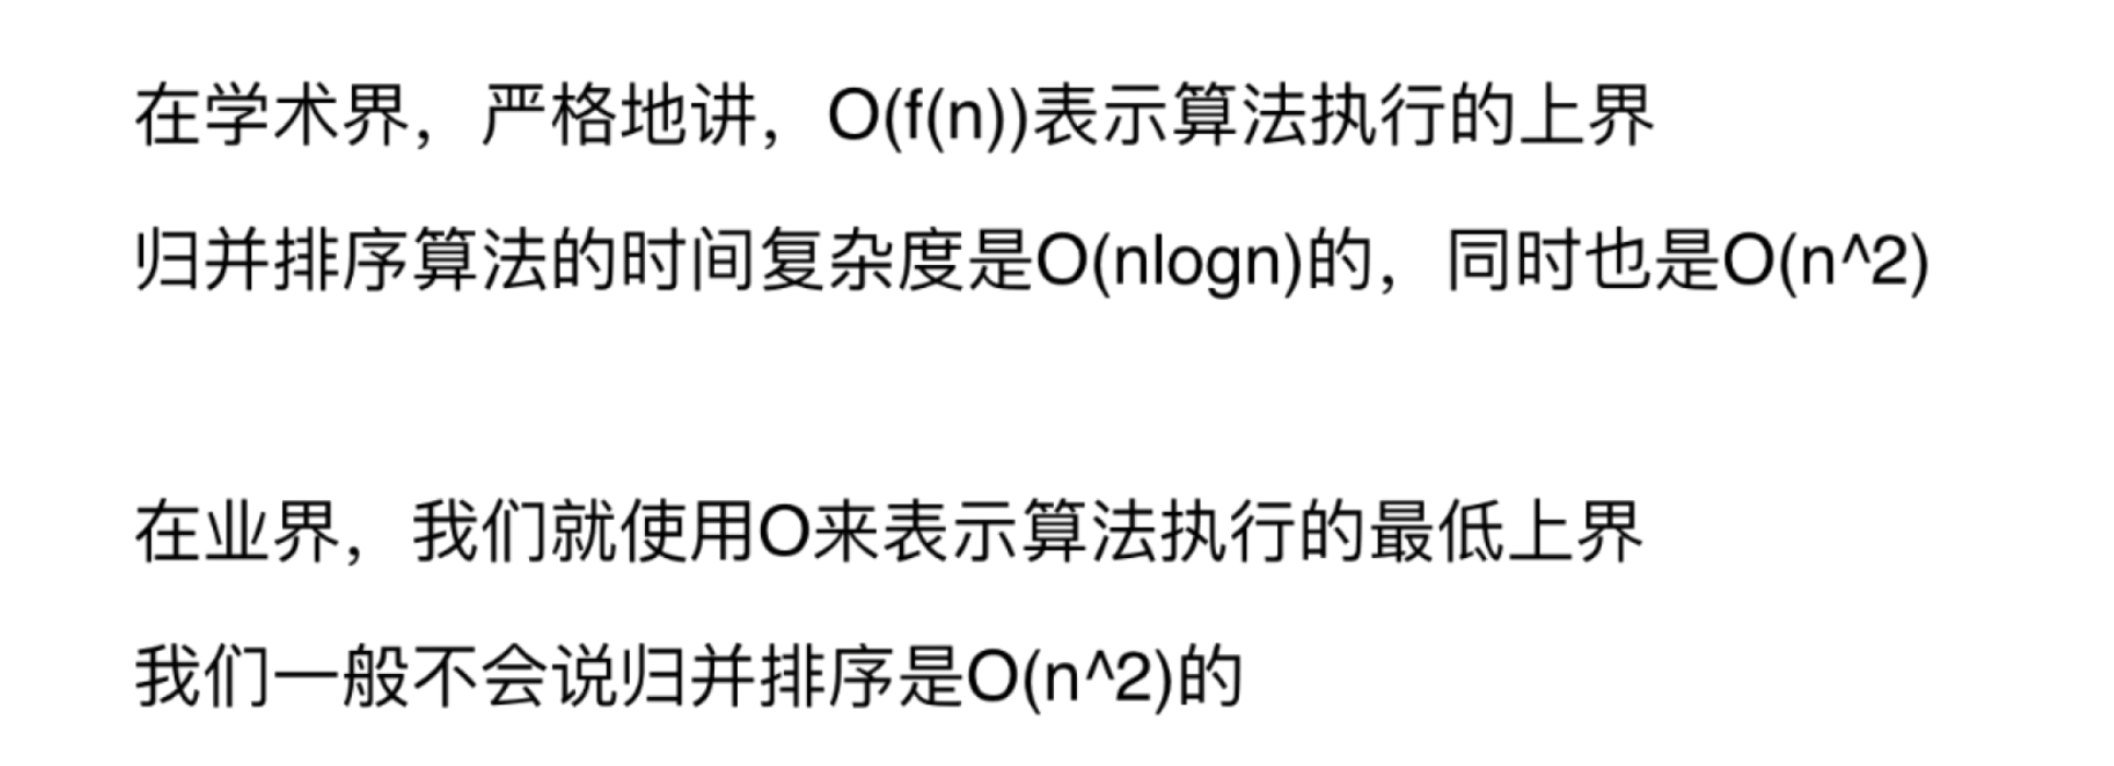 在学术界，严格地讲，O(f(n))表示算法执行的上界
归并排序算法的时间复杂度是O(nlogn)的，同时也是O(n^2)
在业界，我们就使用O来表示算法执行的最低上界
我们一般不会说归并排序是O(n^2)的